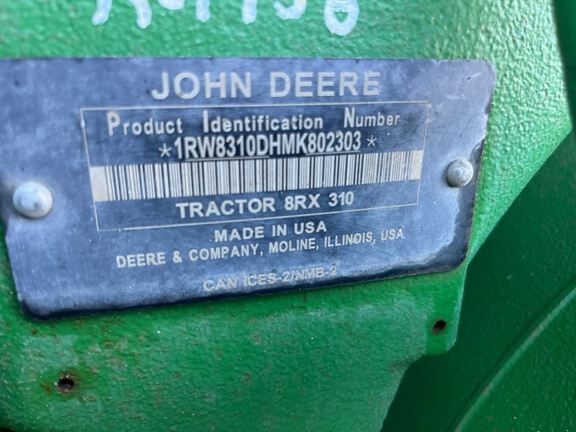 JOHN DEERE
Product Identification Number
*1RW8310DHMK802303*
TRACTOR 8RX 310
MADE IN USA
DEERE & COMPANY, MOLINE, ILLINOIS, USA
CAN ICES-2/NMB-2